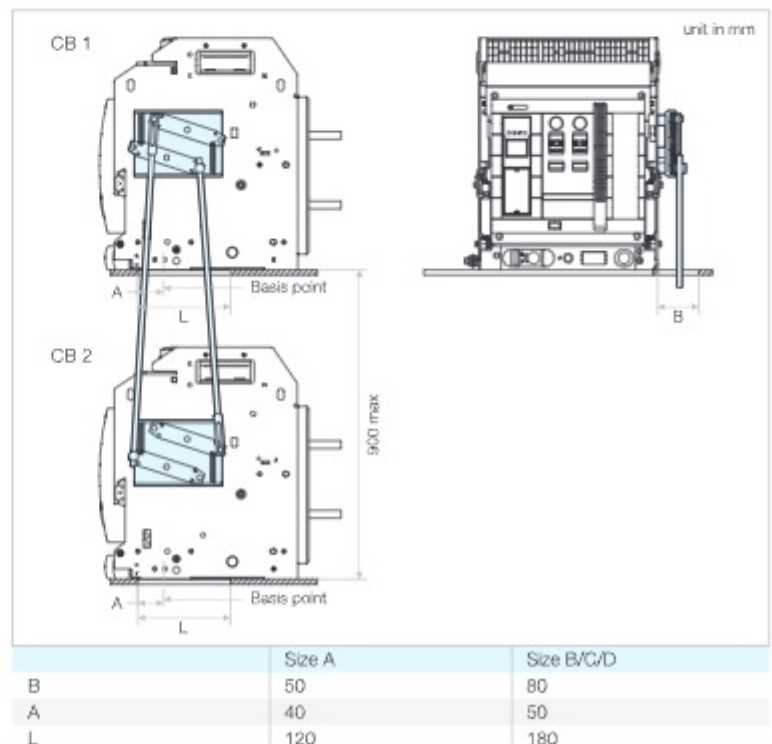 CB 1
unit in mm
A
Basis point
L
B
CB 2
900 max
A
Basis point
L
Size A Size B/C/D
B 50 80
A 40 50
L 120 180